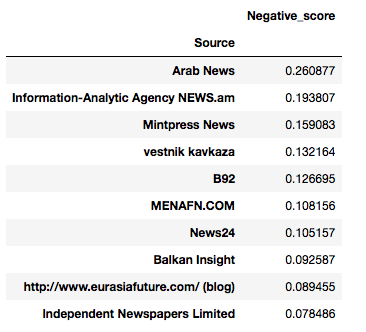 Negative_score
Source
Arab News 0.260877
Information-Analytic Agency NEWS.am 0.193807
Mintpress News 0.159083
vestnik kavkaza 0.132164
B92 0.126695
MENAFN.COM 0.108156
News24 0.105157
Balkan Insight 0.092587
http://www.eurasiafuture.com/ (blog) 0.089455
Independent Newspapers Limited 0.078486